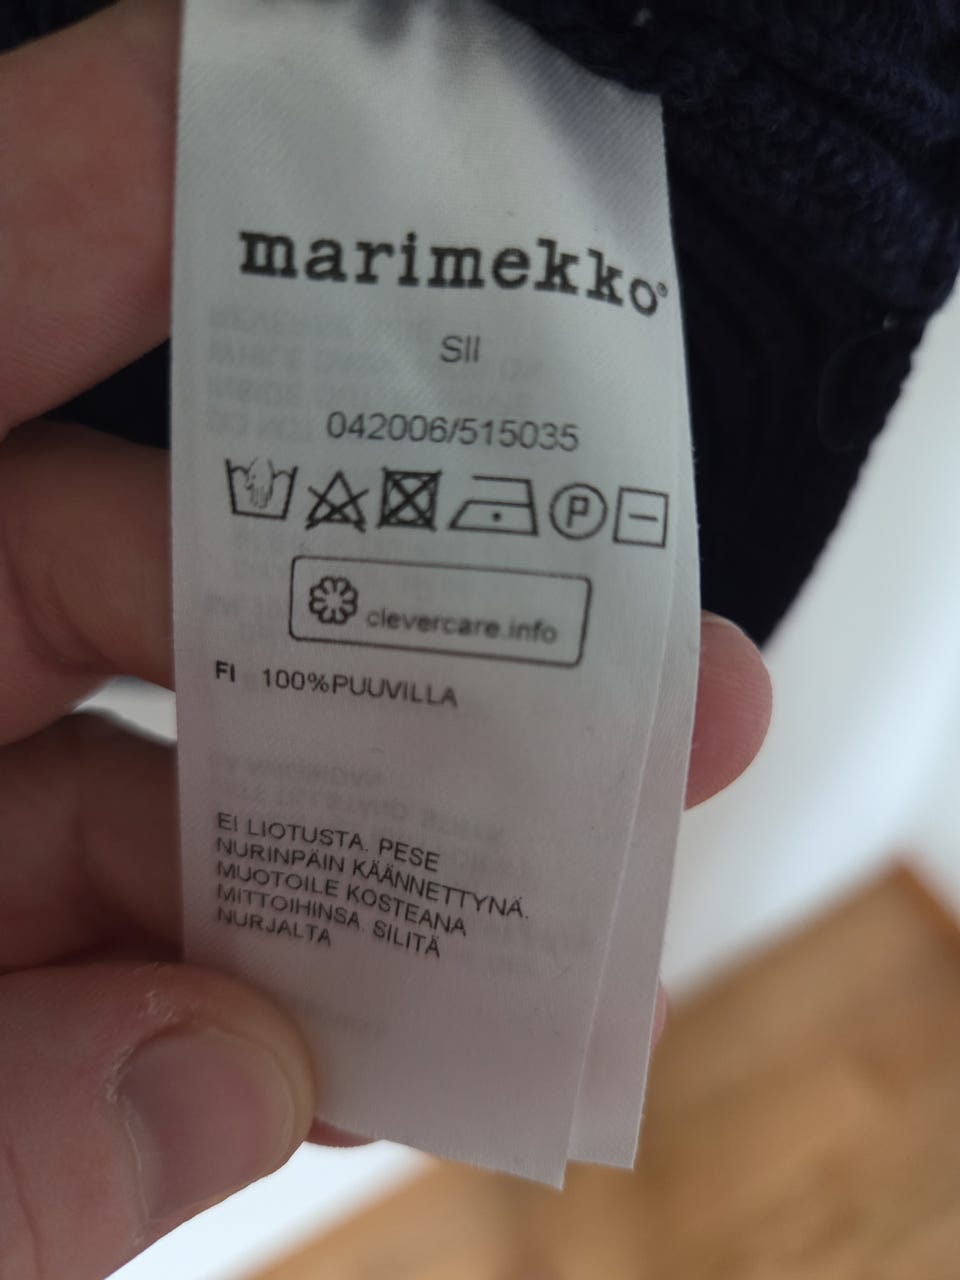 marimekko®
SII
042006/515035
P
clevercare.info
FI 100%PUUVILLA
EI LIOTUSTA. PESE
NURINPÄIN KÄÄNNETTYNÄ.
MUOTOILE KOSTEANA
MITTOIHINSA. SILITÄ
NURJALTA